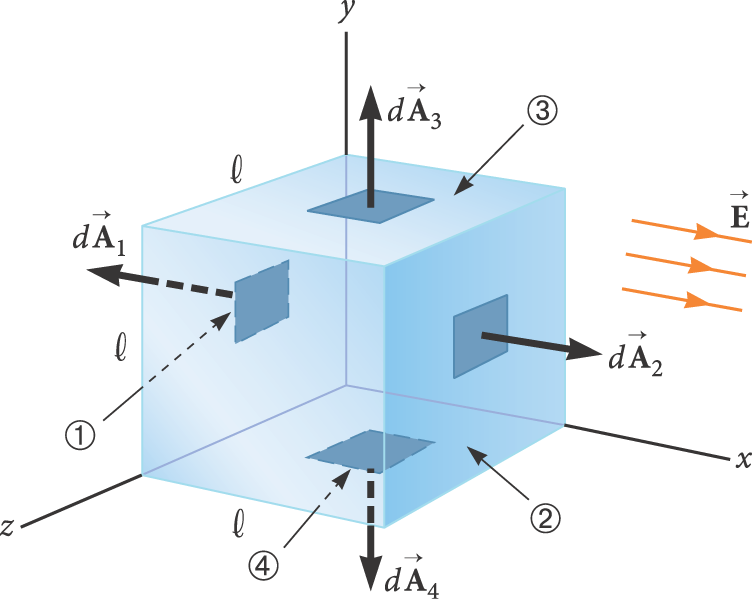 y
dA⃗₃
③
ℓ
E⃗
dA⃗₁
ℓ
dA⃗₂
①
x
②
z
ℓ
④
dA⃗₄